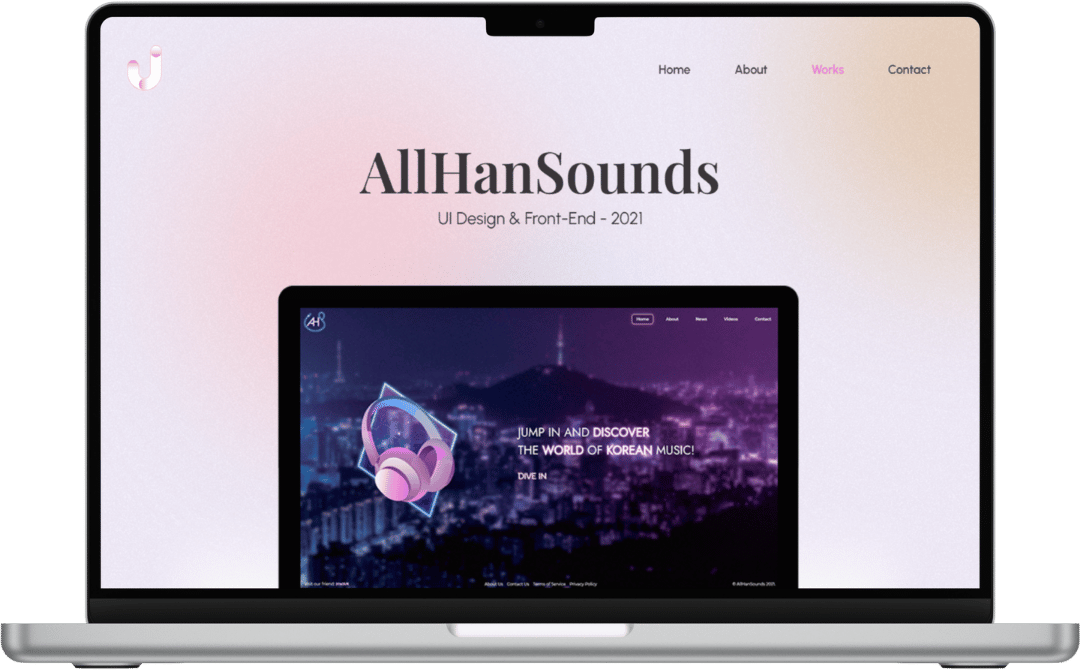 Home About Works Contact
AllHanSounds
UI Design & Front-End - 2021
AH
Home About News Videos Contact
JUMP IN AND DISCOVER
THE WORLD OF KOREAN MUSIC!
DIVE IN
our friend
About Us Contact Us Terms of Service Privacy Policy
© AllHanSounds 2021